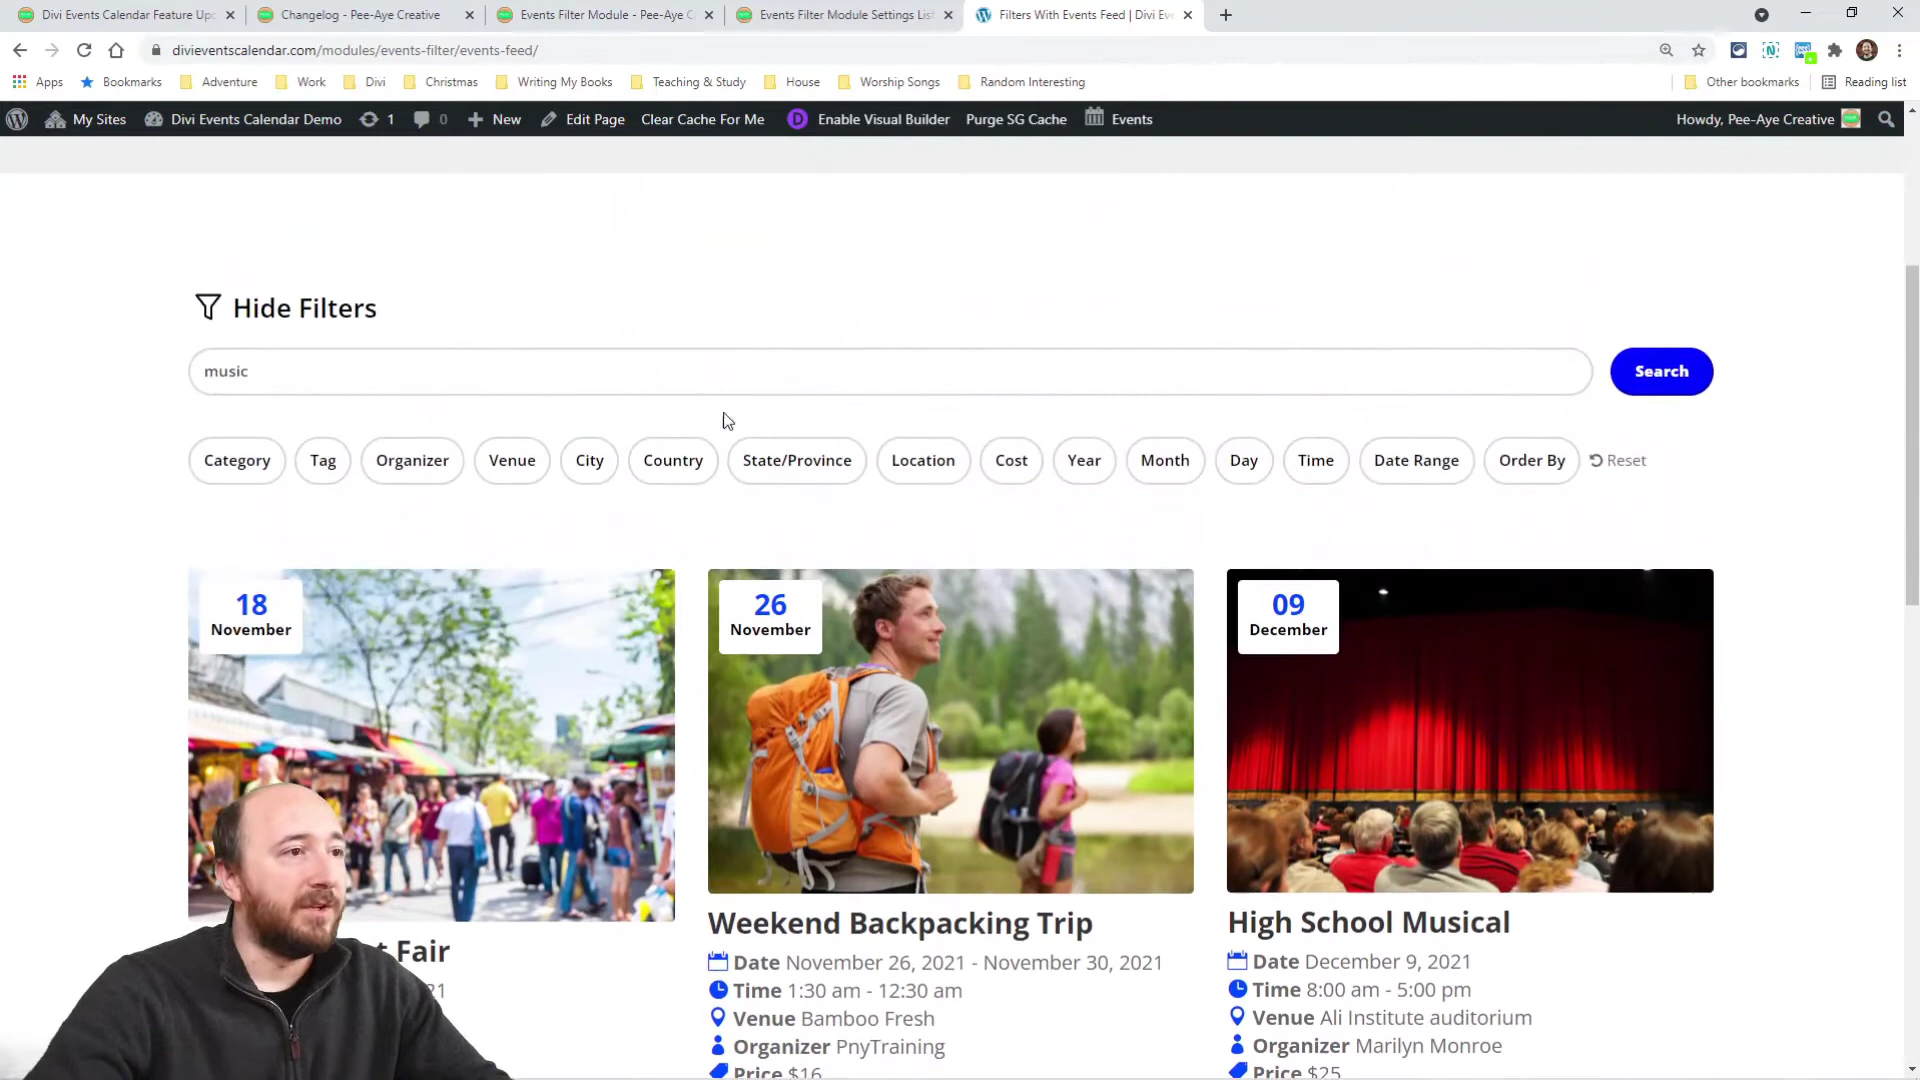 Divi Events Calendar Feature Upd
Changelog - Pee-Aye Creative
Events Filter Module - Pee-Aye C
Events Filter Module Settings List
Filters With Events Feed | Divi Eve
divieventscalendar.com/modules/events-filter/events-feed/
Apps Bookmarks Adventure Work Divi Christmas Writing My Books Teaching & Study House Worship Songs Random Interesting Other bookmarks Reading list
My Sites Divi Events Calendar Demo 1 0 New Edit Page Clear Cache For Me D Enable Visual Builder Purge SG Cache Events Howdy, Pee-Aye Creative
Hide Filters
music
Search
Category Tag Organizer Venue City Country State/Province Location Cost Year Month Day Time Date Range Order By Reset
18
November
26
November
09
December
t Fair
21
Weekend Backpacking Trip
Date November 26, 2021 - November 30, 2021
Time 1:30 am - 12:30 am
Venue Bamboo Fresh
Organizer PnyTraining
Price $16
High School Musical
Date December 9, 2021
Time 8:00 am - 5:00 pm
Venue Ali Institute auditorium
Organizer Marilyn Monroe
Price $25